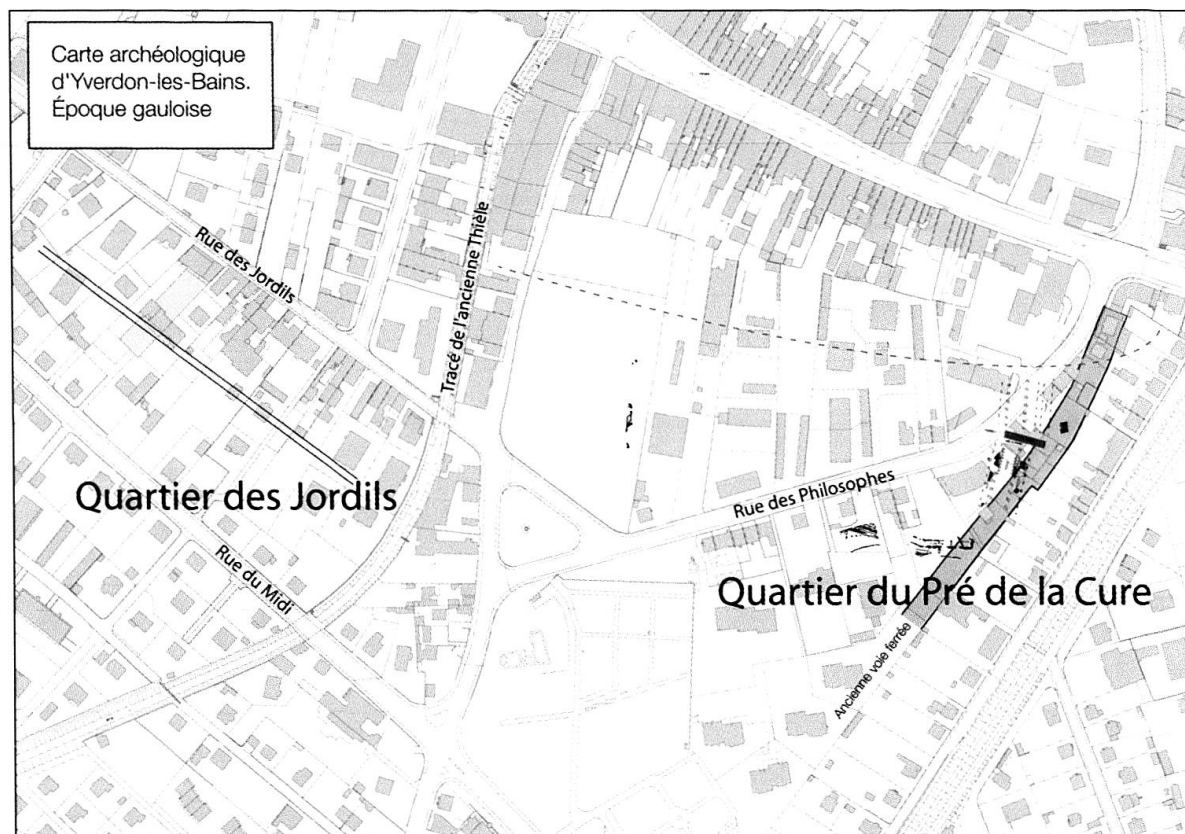 Carte archéologique
d'Yverdon-les-Bains.
Époque gauloise
Rue des Jordils
Tracé de l'ancienne Thièle
Quartier des Jordils
Rue du Midi
Rue des Philosophes
Quartier du Pré de la Cure
Ancienne voie ferrée